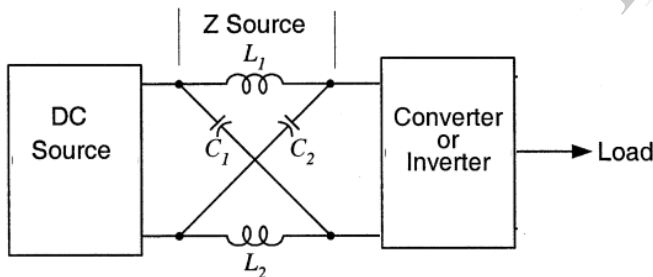 Z Source
L₁
DC
Source
C₁
C₂
Converter
or
Inverter
Load
L₂